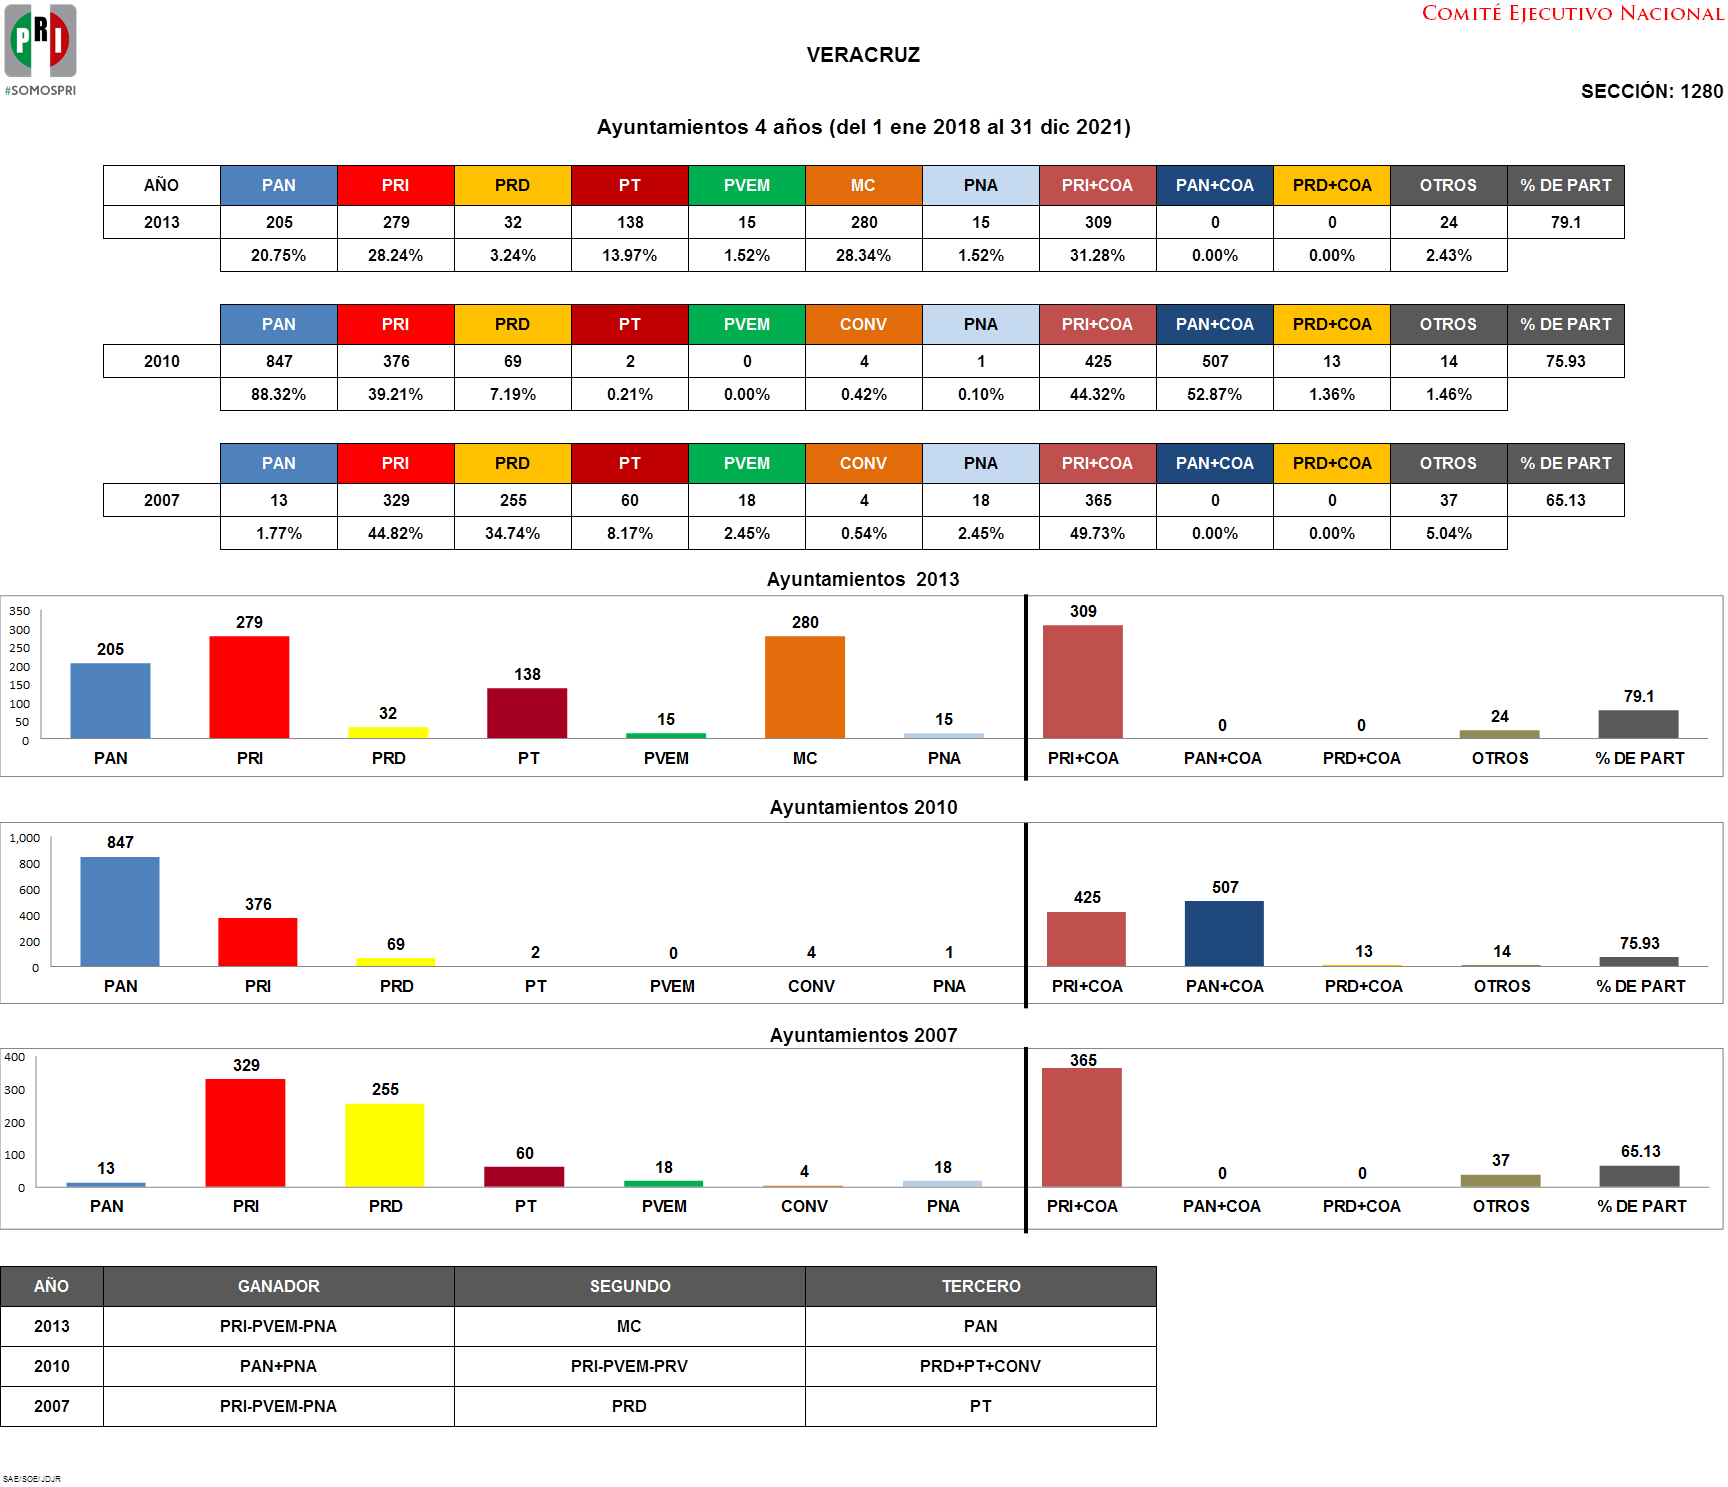 PRI
#SOMOSPRI
COMITÉ EJECUTIVO NACIONAL
VERACRUZ
SECCIÓN: 1280
Ayuntamientos 4 años (del 1 ene 2018 al 31 dic 2021)
AÑO PAN PRI PRD PT PVEM MC PNA PRI+COA PAN+COA PRD+COA OTROS % DE PART
2013 205 279 32 138 15 280 15 309 0 0 24 79.1
20.75% 28.24% 3.24% 13.97% 1.52% 28.34% 1.52% 31.28% 0.00% 0.00% 2.43%
PAN PRI PRD PT PVEM CONV PNA PRI+COA PAN+COA PRD+COA OTROS % DE PART
2010 847 376 69 2 0 4 1 425 507 13 14 75.93
88.32% 39.21% 7.19% 0.21% 0.00% 0.42% 0.10% 44.32% 52.87% 1.36% 1.46%
PAN PRI PRD PT PVEM CONV PNA PRI+COA PAN+COA PRD+COA OTROS % DE PART
2007 13 329 255 60 18 4 18 365 0 0 37 65.13
1.77% 44.82% 34.74% 8.17% 2.45% 0.54% 2.45% 49.73% 0.00% 0.00% 5.04%
Ayuntamientos 2013
350
300
250
200
150
100
50
0
205 279 32 138 15 280 15 309 0 0 24 79.1
PAN PRI PRD PT PVEM MC PNA PRI+COA PAN+COA PRD+COA OTROS % DE PART
Ayuntamientos 2010
1,000
800
600
400
200
0
847 376 69 2 0 4 1 425 507 13 14 75.93
PAN PRI PRD PT PVEM CONV PNA PRI+COA PAN+COA PRD+COA OTROS % DE PART
Ayuntamientos 2007
400
300
200
100
0
13 329 255 60 18 4 18 365 0 0 37 65.13
PAN PRI PRD PT PVEM CONV PNA PRI+COA PAN+COA PRD+COA OTROS % DE PART
AÑO GANADOR SEGUNDO TERCERO
2013 PRI-PVEM-PNA MC PAN
2010 PAN+PNA PRI-PVEM-PRV PRD+PT+CONV
2007 PRI-PVEM-PNA PRD PT
SAE/SOE/JDJR